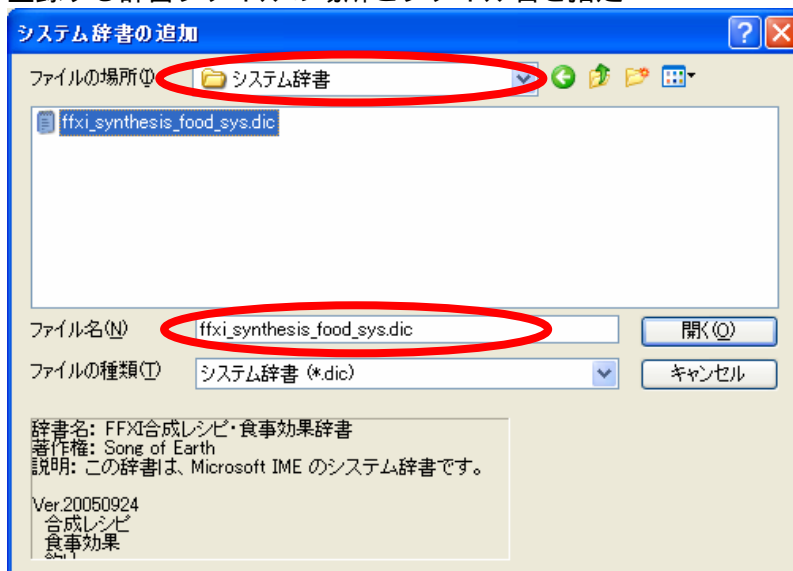 システム辞書の追加
ファイルの場所(I)
システム辞書
ffxi_synthesis_food_sys.dic
ファイル名(N)
ffxi_synthesis_food_sys.dic
開く(O)
ファイルの種類(T)
システム辞書 (*.dic)
キャンセル
辞書名: FFXI合成レシピ・食事効果辞書
著作権: Song of Earth
説明: この辞書は、Microsoft IME のシステム辞書です。
Ver.20050924
合成レシピ
食事効果